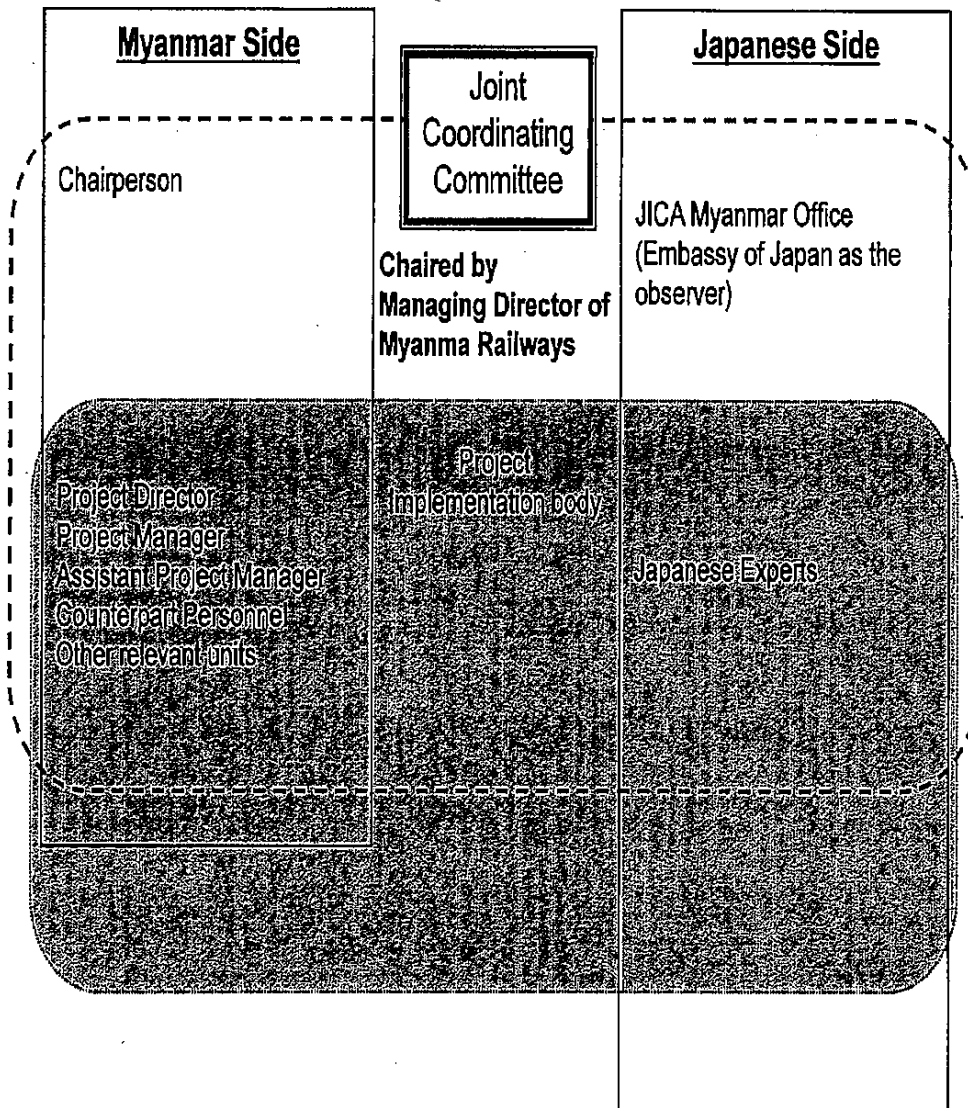 Myanmar Side
Chairperson
Joint
Coordinating
Committee
Chaired by
Managing Director of
Myanma Railways
Japanese Side
JICA Myanmar Office
(Embassy of Japan as the
observer)
Project Director
Project Manager
Assistant Project Manager
Counterpart Personnel
Other relevant units
Project
Implementation body
Japanese Experts